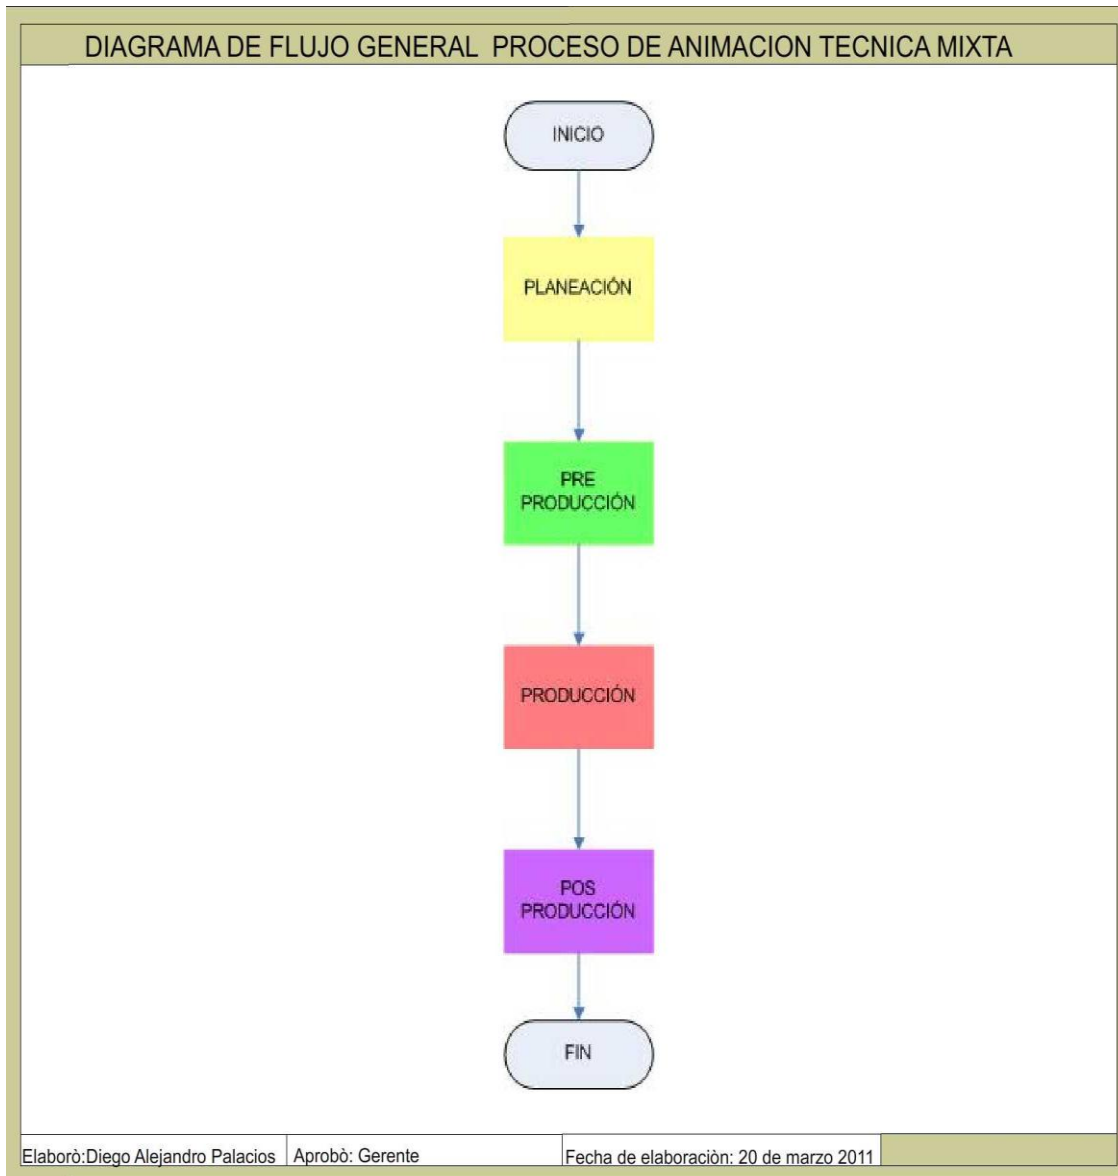 DIAGRAMA DE FLUJO GENERAL PROCESO DE ANIMACION TECNICA MIXTA
INICIO
PLANEACIÓN
PRE
PRODUCCIÓN
PRODUCCIÓN
POS
PRODUCCIÓN
FIN
Elaborò:Diego Alejandro Palacios
Aprobò: Gerente
Fecha de elaboraciòn: 20 de marzo 2011